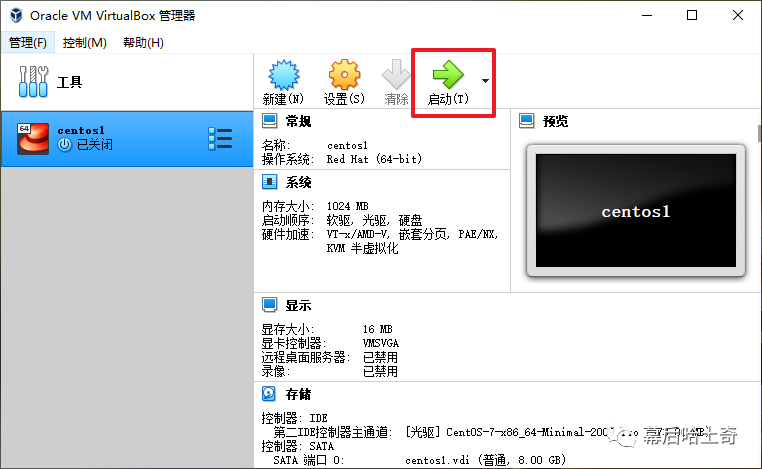 Oracle VM VirtualBox 管理器
管理(F) 控制(M) 帮助(H)
工具
新建(N) 设置(S) 清除 启动(T)
64 centos1
已关闭
常规
名称: centos1
操作系统: Red Hat (64-bit)
预览
centos1
系统
内存大小: 1024 MB
启动顺序: 软驱, 光驱, 硬盘
硬件加速: VT-x/AMD-V, 嵌套分页, PAE/NX,
KVM 半虚拟化
显示
显存大小: 16 MB
显卡控制器: VMSVGA
远程桌面服务器: 已禁用
录像: 已禁用
存储
控制器: IDE
第二IDE控制器主通道: [光驱] CentOS-7-x86_64-Minimal-200
控制器: SATA
SATA 端口 0: centos1.vdi (普通, 8.00 GB)
幕后哈士奇